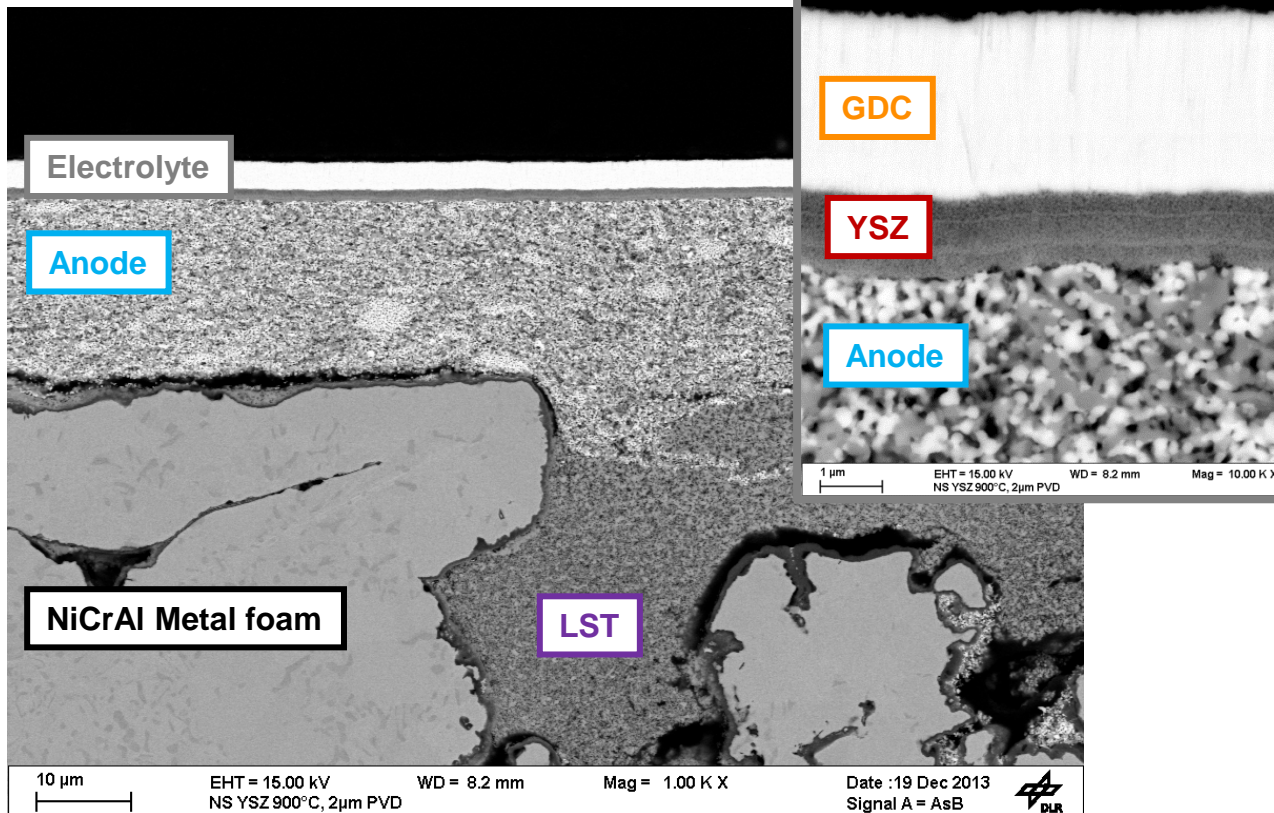 Electrolyte
Anode
NiCrAl Metal foam
LST
10 µm
EHT = 15.00 kV
WD = 8.2 mm
Mag = 1.00 K X
Date :19 Dec 2013
NS YSZ 900°C, 2µm PVD
Signal A = AsB
DLR
GDC
YSZ
Anode
1 µm
EHT = 15.00 kV
WD = 8.2 mm
Mag = 10.00 K X
NS YSZ 900°C, 2µm PVD